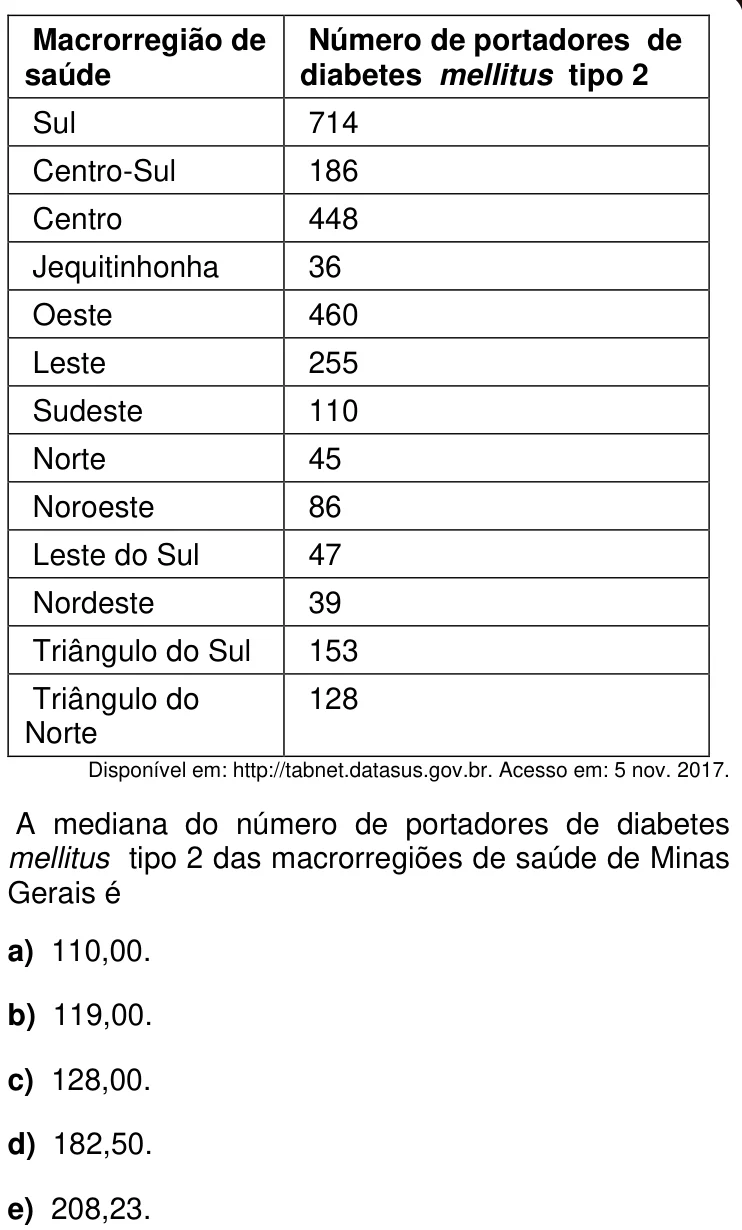 Macrorregião de saúde
Número de portadores de diabetes mellitus tipo 2
Sul 714
Centro-Sul 186
Centro 448
Jequitinhonha 36
Oeste 460
Leste 255
Sudeste 110
Norte 45
Noroeste 86
Leste do Sul 47
Nordeste 39
Triângulo do Sul 153
Triângulo do Norte 128
Disponível em: http://tabnet.datasus.gov.br. Acesso em: 5 nov. 2017.
A mediana do número de portadores de diabetes
mellitus tipo 2 das macrorregiões de saúde de Minas
Gerais é
a) 110,00.
b) 119,00.
c) 128,00.
d) 182,50.
e) 208,23.